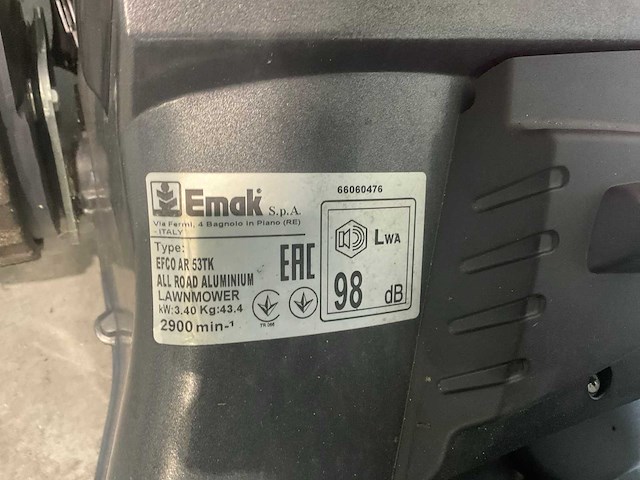 Emak S.p.A.
66060476
Via Fermi, 4 Bagnolo in Piano (RE)
- ITALY
Type:
EFCO AR 53TK
ALL ROAD ALUMINIUM
LAWNMOWER
kW:3.40 Kg:43.4
2900 min-¹
EAC
LWA
98 dB